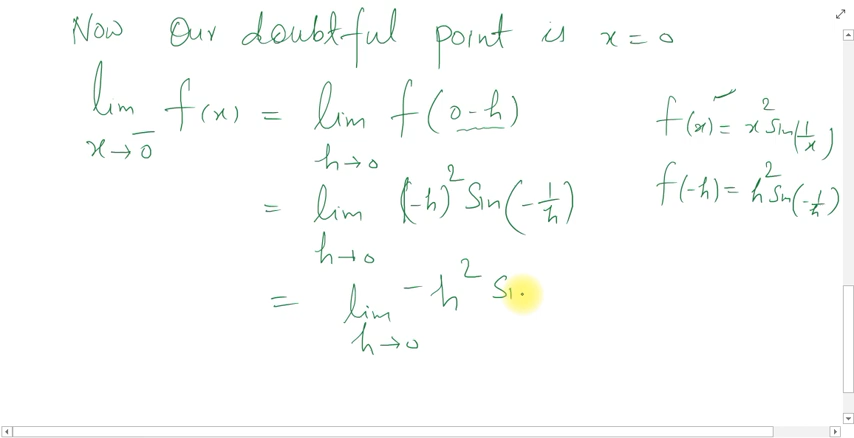 Now Our doubtful point is x = 0
lim x→0⁻ f(x) = lim h→0 f(0-h)
= lim h→0 (-h)² Sin(-1/h)
= lim h→0 -h² Si
f(x) = x² Sin(1/x)
f(-h) = h² Sin(-1/h)